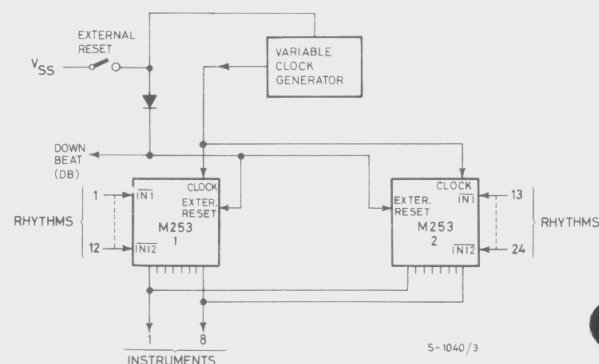 EXTERNAL
RESET
VSS
VARIABLE
CLOCK
GENERATOR
DOWN
BEAT
(DB)
CLOCK
EXTER.
RESET
1
IN1
RHYTHMS
M253
1
12
IN12
CLOCK
IN1
13
EXTER.
RESET
RHYTHMS
M253
2
IN12
24
1
8
INSTRUMENTS
S-1040/3